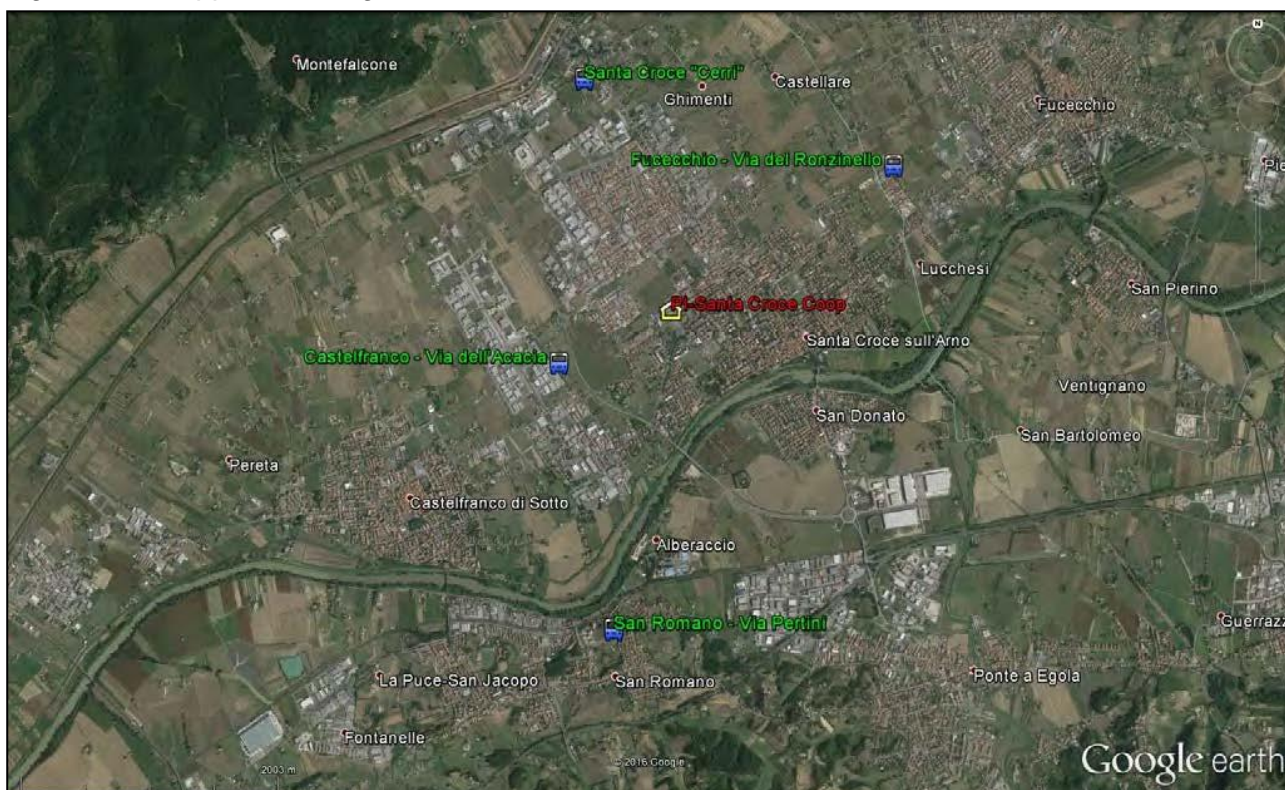 N
Montefalcone
Santa Croce "Cerri"
Castellare
Ghimenti
Fucecchio
Fucecchio - Via del Ronzinello
Pie
Lucchesi
San Pierino
PI-Santa Croce Coop
Santa Croce sull'Arno
Castelfranco - Via dell'Acacia
Ventignano
San Donato
San Bartolomeo
Pereta
Castelfranco di Sotto
Alberaccio
San Romano - Via Pertini
Guerrazz
La Puce-San Jacopo
San Romano
Ponte a Egola
Fontanelle
2003 m
© 2016 Google
Google earth